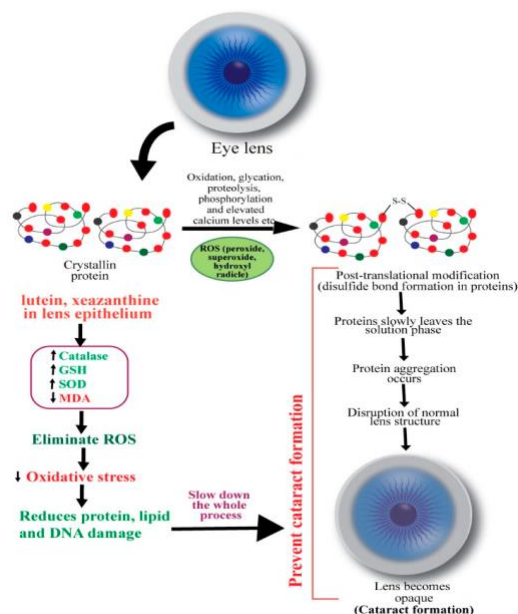 Eye lens
Oxidation, glycation,
proteolysis,
phosphorylation
and elevated
calcium levels etc
ROS (peroxide,
superoxide,
hydroxyl
radicle)
S-S
Crystallin
protein
Post-translational modification
(disulfide bond formation in proteins)
lutein, xeazanthine
in lens epithelium
↑ Catalase
↑ GSH
↑ SOD
↓ MDA
Eliminate ROS
↓ Oxidative stress
Reduces protein, lipid
and DNA damage
Slow down
the whole
process
Prevent cataract formation
Proteins slowly leaves the
solution phase
Protein aggregation
occurs
Disruption of normal
lens structure
Lens becomes
opaque
(Cataract formation)